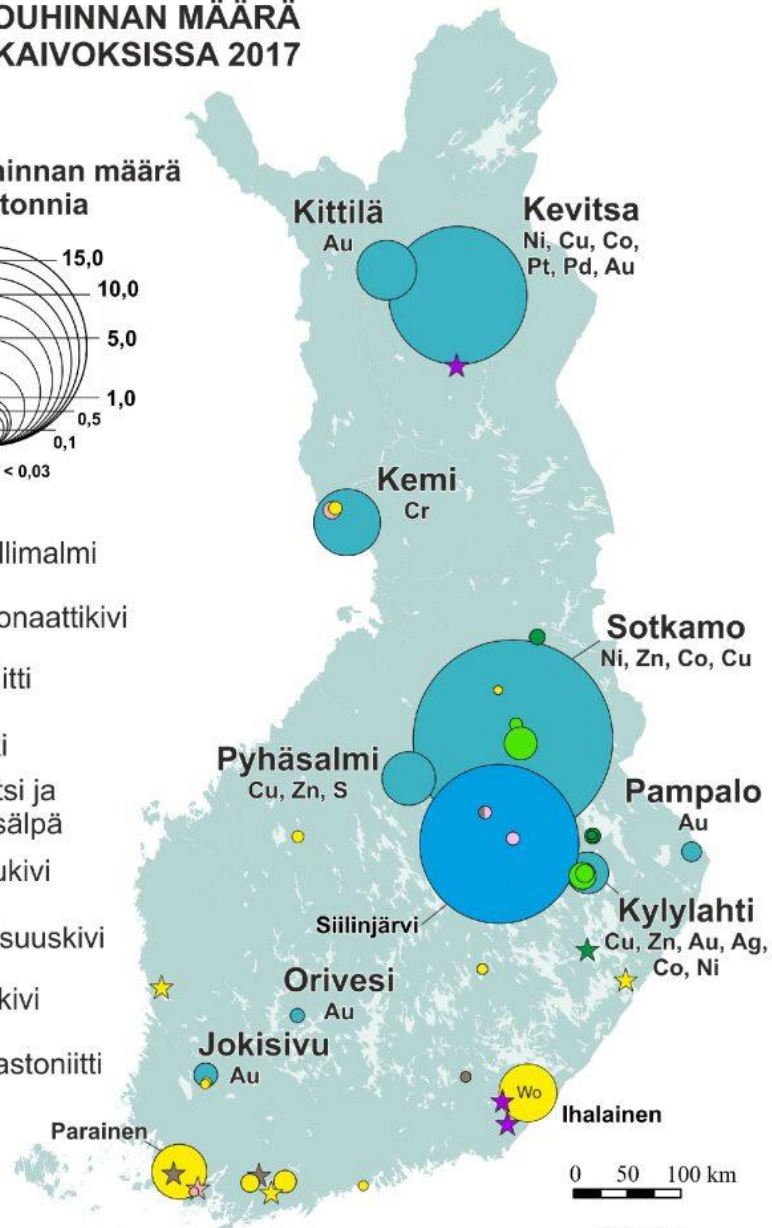 OUHINNAN MÄÄRÄ
KAIVOKSISSA 2017
hinnan määrä
tonnia
15,0
10,0
5,0
1,0
0,5
0,1
< 0,03
llimalmi
onaattikivi
itti
ki
tsi ja
sälpä
ukivi
suuskivi
kivi
astoniitti
Kittilä
Au
Kevitsa
Ni, Cu, Co,
Pt, Pd, Au
Kemi
Cr
Sotkamo
Ni, Zn, Co, Cu
Pyhäsalmi
Cu, Zn, S
Pampalo
Au
Siilinjärvi
Kylylahti
Cu, Zn, Au, Ag,
Co, Ni
Orivesi
Au
Jokisivu
Au
Wo
Ihalainen
Parainen
0 50 100 km